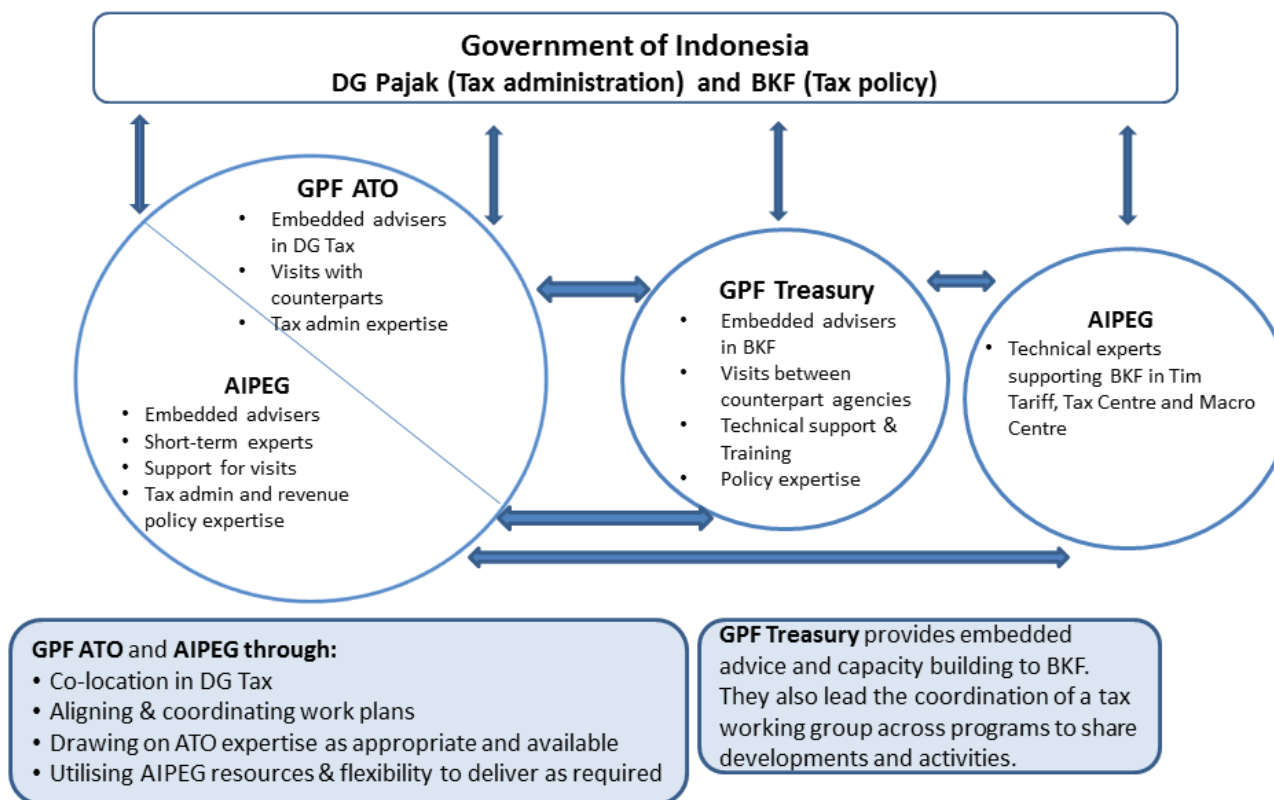 Government of Indonesia
DG Pajak (Tax administration) and BKF (Tax policy)
GPF ATO
• Embedded advisers
in DG Tax
• Visits with
counterparts
• Tax admin expertise
AIPEG
• Embedded advisers
• Short-term experts
• Support for visits
• Tax admin and revenue
policy expertise
GPF Treasury
• Embedded advisers
in BKF
• Visits between
counterpart agencies
• Technical support &
Training
• Policy expertise
AIPEG
• Technical experts
supporting BKF in Tim
Tariff, Tax Centre and Macro
Centre
GPF ATO and AIPEG through:
• Co-location in DG Tax
• Aligning & coordinating work plans
• Drawing on ATO expertise as appropriate and available
• Utilising AIPEG resources & flexibility to deliver as required
GPF Treasury provides embedded
advice and capacity building to BKF.
They also lead the coordination of a tax
working group across programs to share
developments and activities.